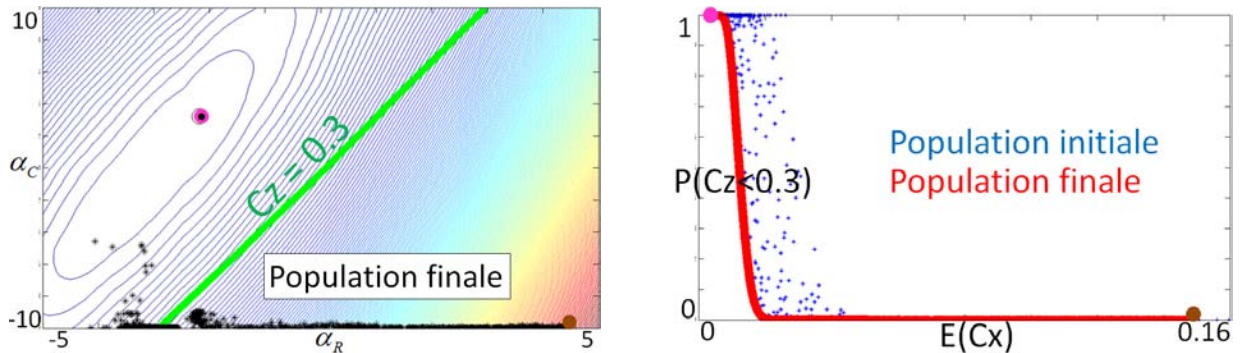 10
α_C
Cz = 0.3
Population finale
-10
-5
α_R
5
1
P(Cz<0.3)
Population initiale
Population finale
0
0
E(Cx)
0.16